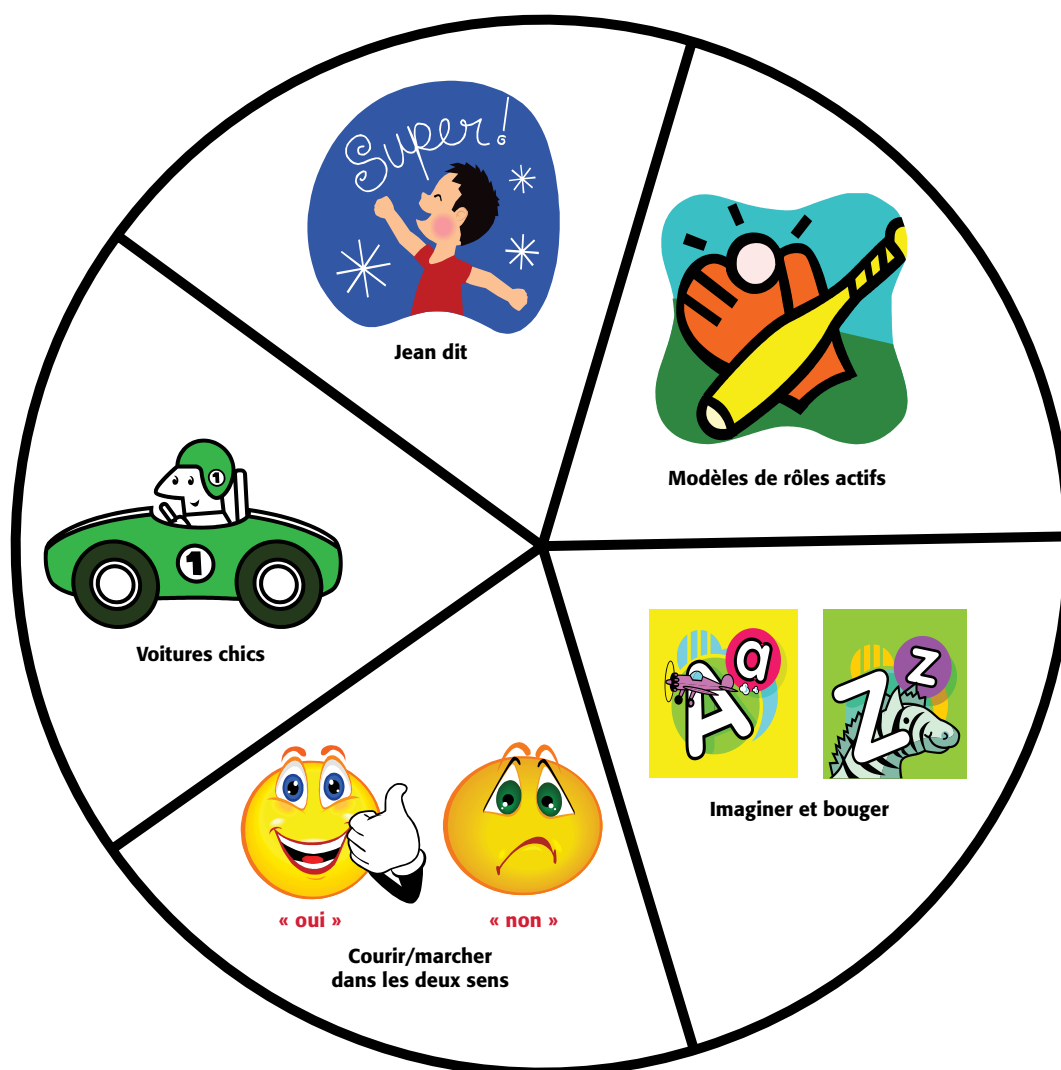 Super!
Jean dit
Modèles de rôles actifs
1
1
Voitures chics
A a
Z z
Imaginer et bouger
« oui »
« non »
Courir/marcher
dans les deux sens